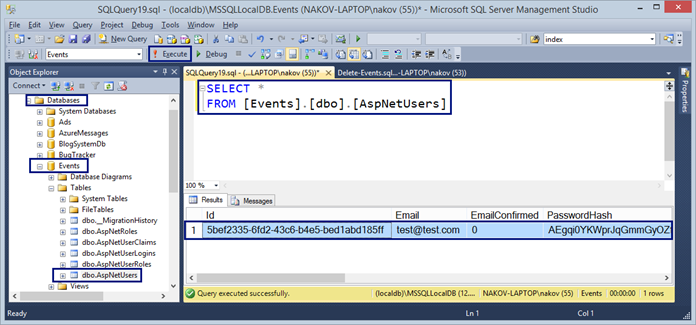 SQLQuery19.sql - (localdb)\MSSQLLocalDB.Events (NAKOV-LAPTOP\nakov (55))* - Microsoft SQL Server Management Studio
File Edit View Query Project Debug Tools Window Help
New Query index
Events Execute Debug
Object Explorer
Connect
Databases
System Databases
Ads
AzureMessages
BlogSystemDb
BugTracker
Events
Database Diagrams
Tables
System Tables
FileTables
dbo.__MigrationHistory
dbo.AspNetRoles
dbo.AspNetUserClaims
dbo.AspNetUserLogins
dbo.AspNetUserRoles
dbo.AspNetUsers
Views
SQLQuery19.sql - (...LAPTOP\nakov (55))* Delete-Events.sql...-LAPTOP\nakov (53))
SELECT *
FROM [Events].[dbo].[AspNetUsers]
100 %
Results Messages
Id Email EmailConfirmed PasswordHash
1 5bef2335-6fd2-43c6-b4e5-bed1abd185ff test@test.com 0 AEgqi0YKWprJqGmmGyOZ
Query executed successfully. (localdb)\MSSQLLocalDB (12.... NAKOV-LAPTOP\nakov (55) Events 00:00:00 1 rows
Properties
Ready Ln 1 Col 1